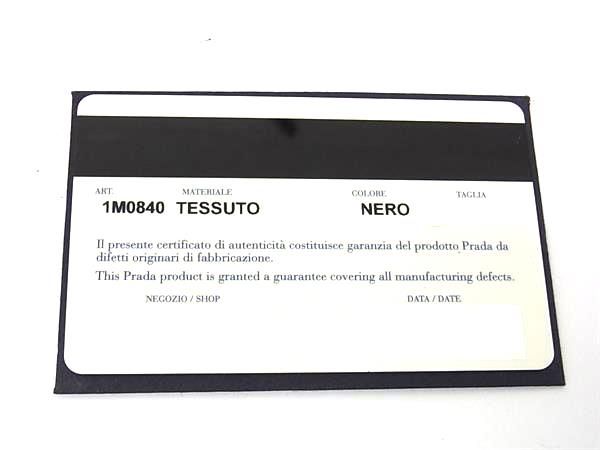 ART. MATERIALE COLORE TAGLIA
1M0840 TESSUTO NERO
Il presente certificato di autenticità costituisce garanzia del prodotto Prada da
difetti originari di fabbricazione.
This Prada product is granted a guarantee covering all manufacturing defects.
NEGOZIO / SHOP DATA / DATE